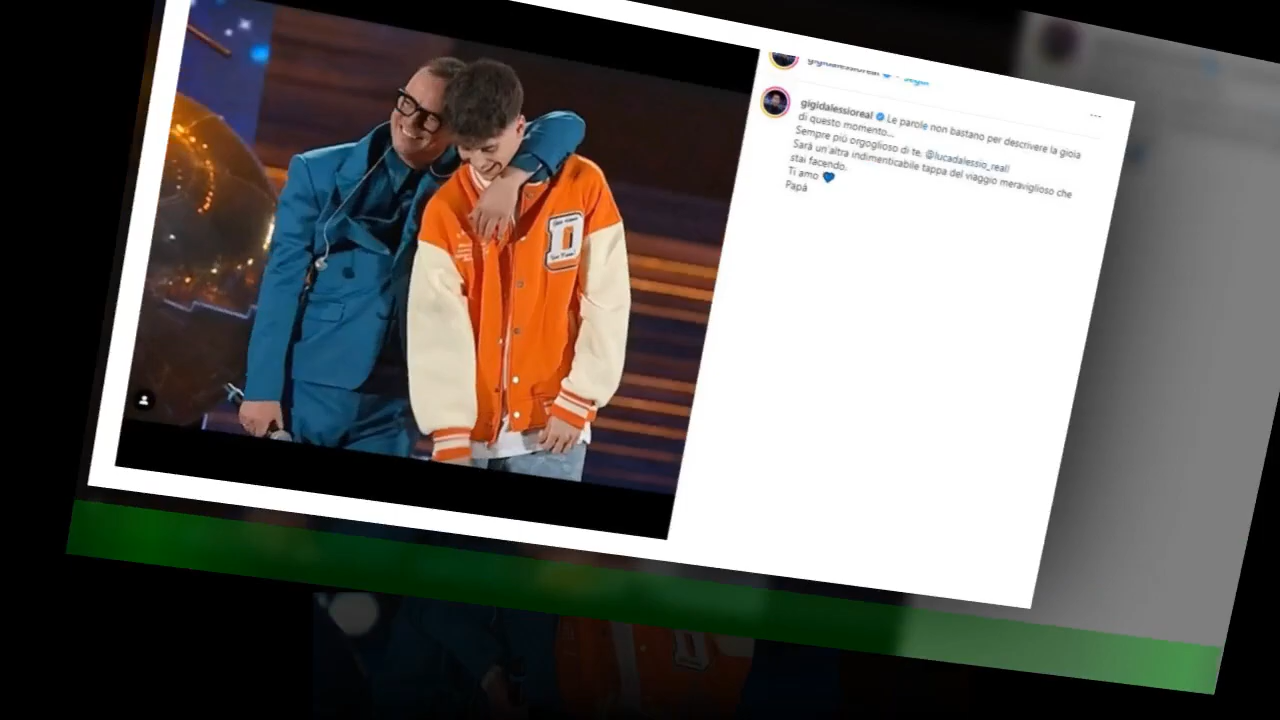 gigidalessioreal Le parole non bastano per descrivere la gioia
di questo momento...
Sempre più orgoglioso di te, @lucadalessio_real!
Sarà un'altra indimenticabile tappa del viaggio meraviglioso che
stai facendo.
Ti amo 💙
Papà